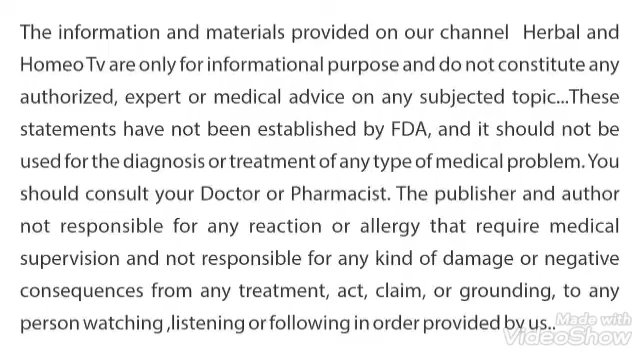 The information and materials provided on our channel Herbal and
Homeo Tv are only for informational purpose and do not constitute any
authorized, expert or medical advice on any subjected topic...These
statements have not been established by FDA, and it should not be
used for the diagnosis or treatment of any type of medical problem. You
should consult your Doctor or Pharmacist. The publisher and author
not responsible for any reaction or allergy that require medical
supervision and not responsible for any kind of damage or negative
consequences from any treatment, act, claim, or grounding, to any
person watching ,listening or following in order provided by us..
Made with
VideoShow